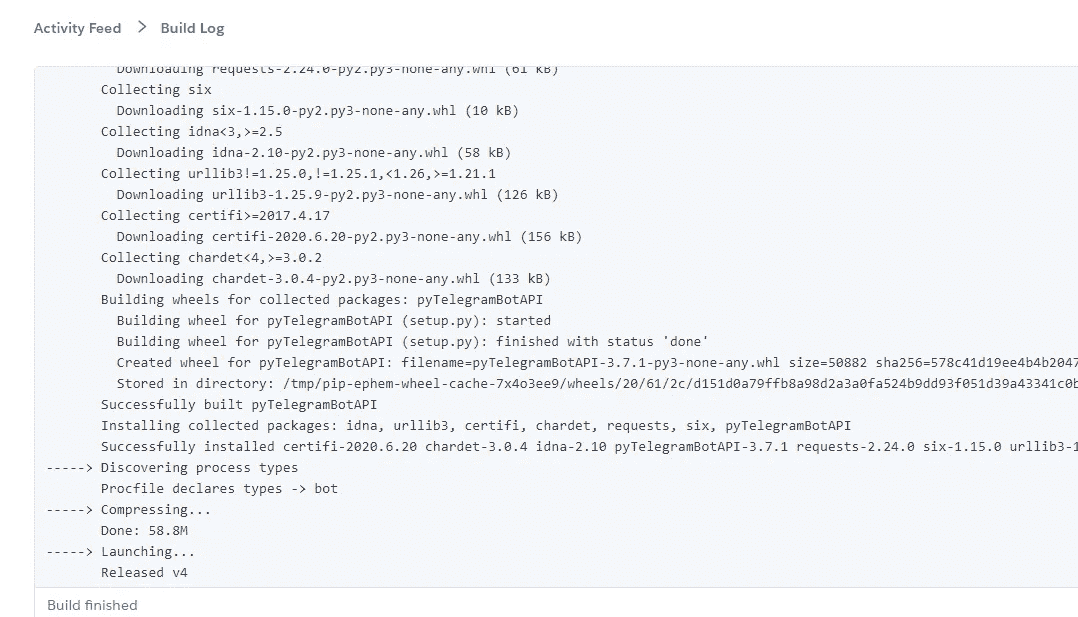 Activity Feed > Build Log
Downloading requests-2.24.0-py2.py3-none-any.whl (61 kB)
Collecting six
Downloading six-1.15.0-py2.py3-none-any.whl (10 kB)
Collecting idna<3,>=2.5
Downloading idna-2.10-py2.py3-none-any.whl (58 kB)
Collecting urllib3!=1.25.0,!=1.25.1,<1.26,>=1.21.1
Downloading urllib3-1.25.9-py2.py3-none-any.whl (126 kB)
Collecting certifi>=2017.4.17
Downloading certifi-2020.6.20-py2.py3-none-any.whl (156 kB)
Collecting chardet<4,>=3.0.2
Downloading chardet-3.0.4-py2.py3-none-any.whl (133 kB)
Building wheels for collected packages: pyTelegramBotAPI
Building wheel for pyTelegramBotAPI (setup.py): started
Building wheel for pyTelegramBotAPI (setup.py): finished with status 'done'
Created wheel for pyTelegramBotAPI: filename=pyTelegramBotAPI-3.7.1-py3-none-any.whl size=50882 sha256=578c41d19ee4b4b2047
Stored in directory: /tmp/pip-ephem-wheel-cache-7x4o3ee9/wheels/20/61/2c/d151d0a79ffb8a98d2a3a0fa524b9dd93f051d39a43341c0b
Successfully built pyTelegramBotAPI
Installing collected packages: idna, urllib3, certifi, chardet, requests, six, pyTelegramBotAPI
Successfully installed certifi-2020.6.20 chardet-3.0.4 idna-2.10 pyTelegramBotAPI-3.7.1 requests-2.24.0 six-1.15.0 urllib3-1
-----> Discovering process types
Procfile declares types -> bot
-----> Compressing...
Done: 58.8M
-----> Launching...
Released v4
Build finished